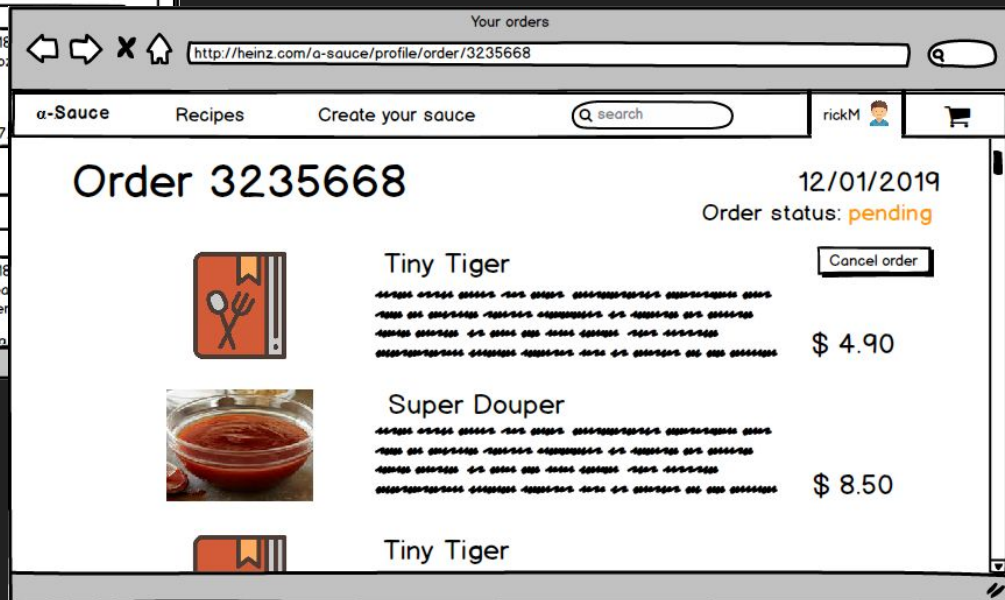 Your orders
http://heinz.com/a-sauce/profile/order/3235668
α-Sauce Recipes Create your sauce search rickM
Order 3235668
12/01/2019
Order status: pending
Cancel order
Tiny Tiger
$ 4.90
Super Douper
$ 8.50
Tiny Tiger